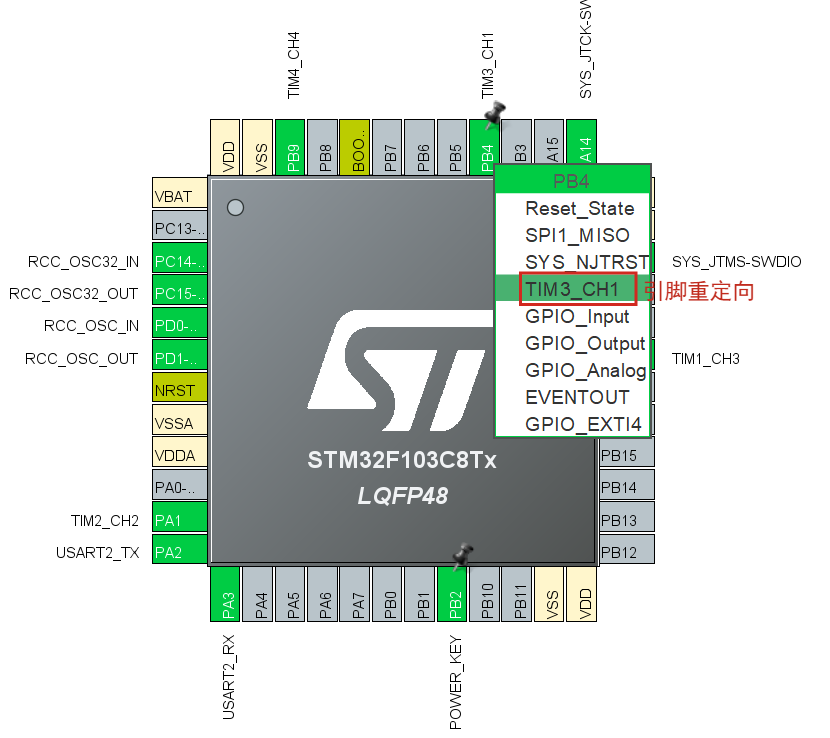 TIM4_CH4
TIM3_CH1
SYS_JTCK-SW
VDD
VSS
PB9
PB8
BOO...
PB7
PB6
PB5
PB4
B3
A15
A14
VBAT
PC13-...
RCC_OSC32_IN
PC14-...
RCC_OSC32_OUT
PC15-...
RCC_OSC_IN
PD0-...
RCC_OSC_OUT
PD1-...
NRST
VSSA
VDDA
PA0-...
TIM2_CH2
PA1
USART2_TX
PA2
PB4
Reset_State
SPI1_MISO
SYS_NJTRST
TIM3_CH1
引脚重定向
GPIO_Input
GPIO_Output
GPIO_Analog
EVENTOUT
GPIO_EXTI4
SYS_JTMS-SWDIO
TIM1_CH3
ST
STM32F103C8Tx
LQFP48
PB15
PB14
PB13
PB12
PA3
PA4
PA5
PA6
PA7
PB0
PB1
PB2
PB10
PB11
VSS
VDD
USART2_RX
POWER_KEY